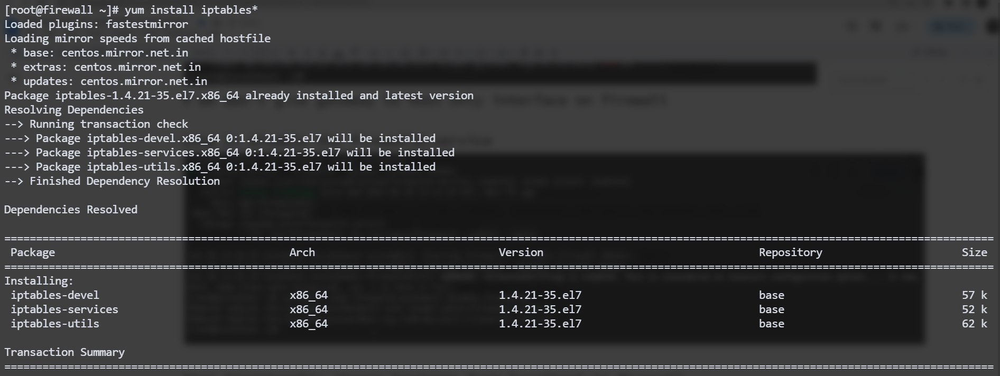 [root@firewall ~]# yum install iptables*
Loaded plugins: fastestmirror
Loading mirror speeds from cached hostfile
 * base: centos.mirror.net.in
 * extras: centos.mirror.net.in
 * updates: centos.mirror.net.in
Package iptables-1.4.21-35.el7.x86_64 already installed and latest version
Resolving Dependencies
--> Running transaction check
---> Package iptables-devel.x86_64 0:1.4.21-35.el7 will be installed
---> Package iptables-services.x86_64 0:1.4.21-35.el7 will be installed
---> Package iptables-utils.x86_64 0:1.4.21-35.el7 will be installed
--> Finished Dependency Resolution
Dependencies Resolved
Package Arch Version Repository Size
Installing:
iptables-devel x86_64 1.4.21-35.el7 base 57 k
iptables-services x86_64 1.4.21-35.el7 base 52 k
iptables-utils x86_64 1.4.21-35.el7 base 62 k
Transaction Summary